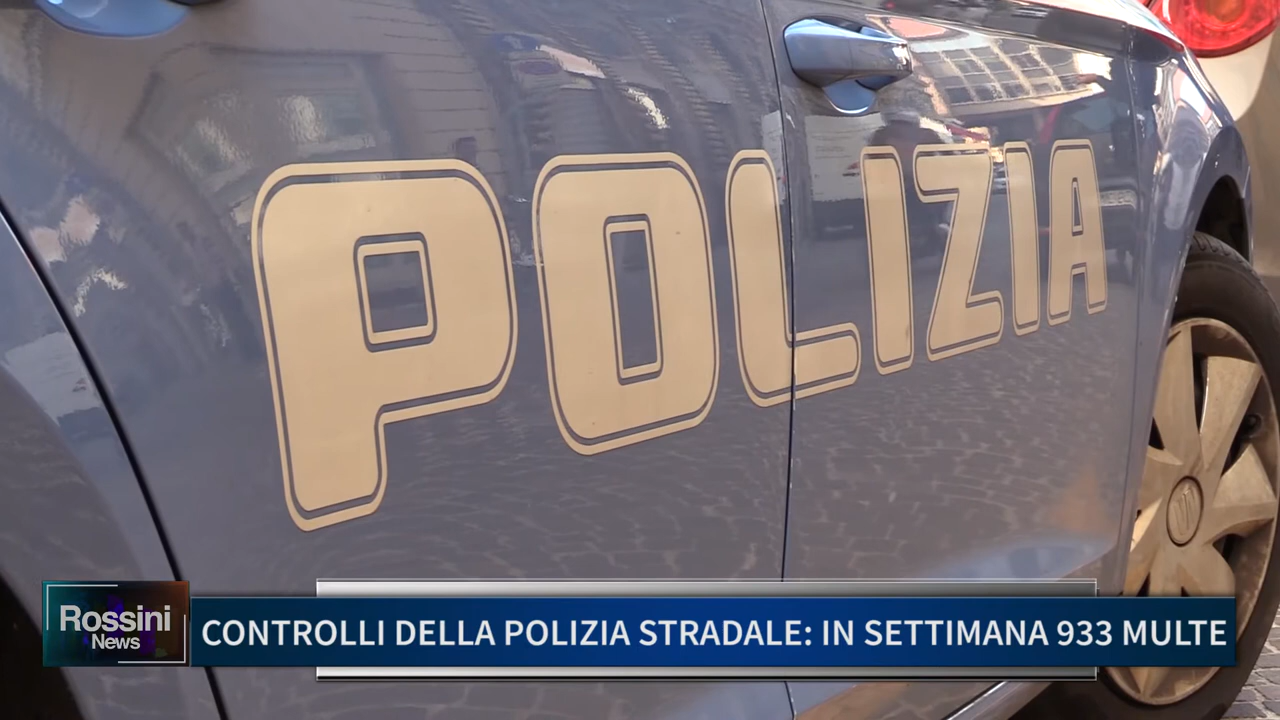 POLIZIA
Rossini
News
CONTROLLI DELLA POLIZIA STRADALE: IN SETTIMANA 933 MULTE